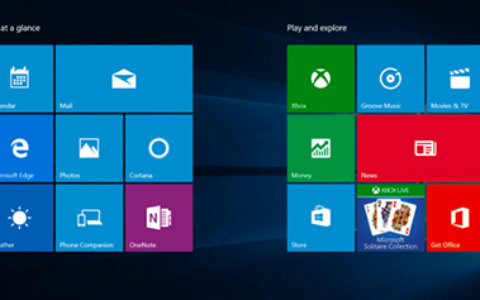 at a glance
Play and explore
endar
Mail
Xbox
Groove Music
Movies & TV
osoft Edge
Photos
Cortana
Money
News
ather
Phone Companion
OneNote
Store
XBOX LIVE
Microsoft
Solitaire Collection
Get Office